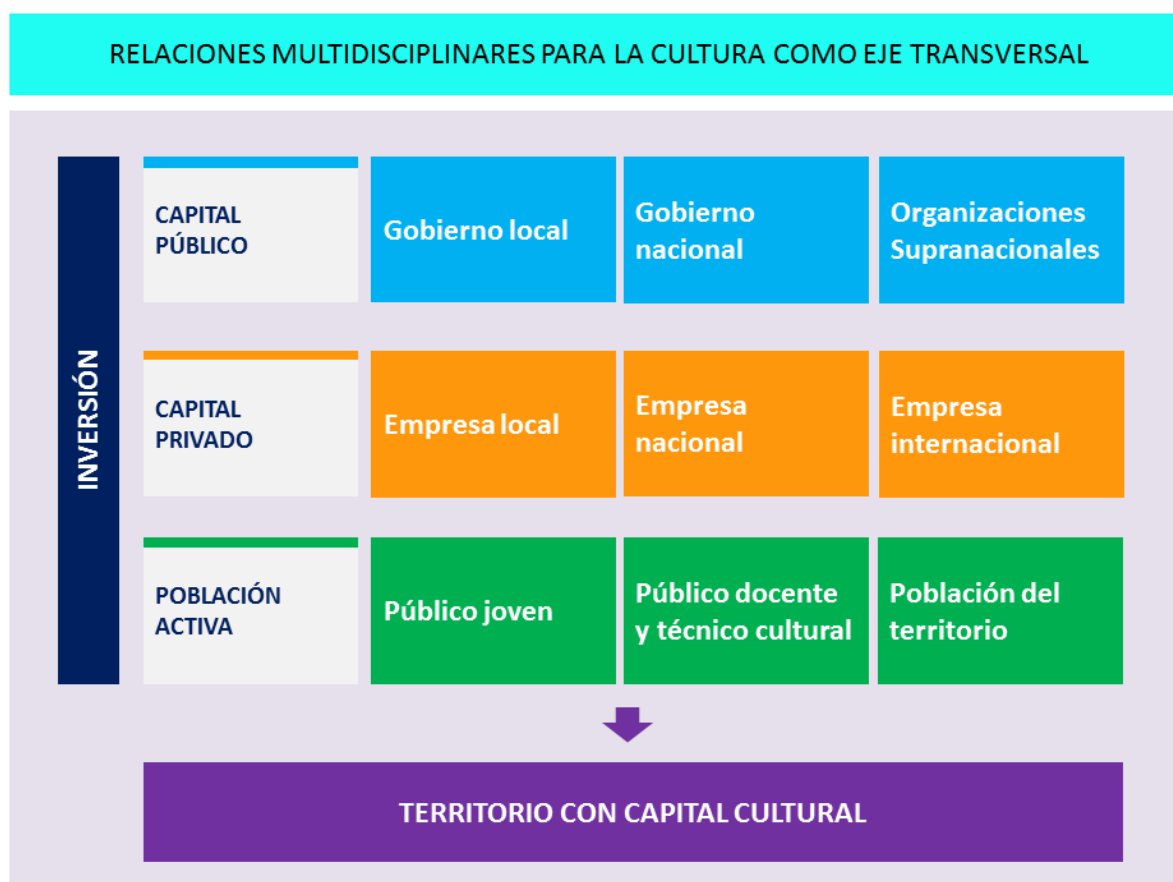 RELACIONES MULTIDISCIPLINARES PARA LA CULTURA COMO EJE TRANSVERSAL
INVERSIÓN
CAPITAL
PÚBLICO
Gobierno local
Gobierno
nacional
Organizaciones
Supranacionales
CAPITAL
PRIVADO
Empresa local
Empresa
nacional
Empresa
internacional
POBLACIÓN
ACTIVA
Público joven
Público docente
y técnico cultural
Población del
territorio
TERRITORIO CON CAPITAL CULTURAL